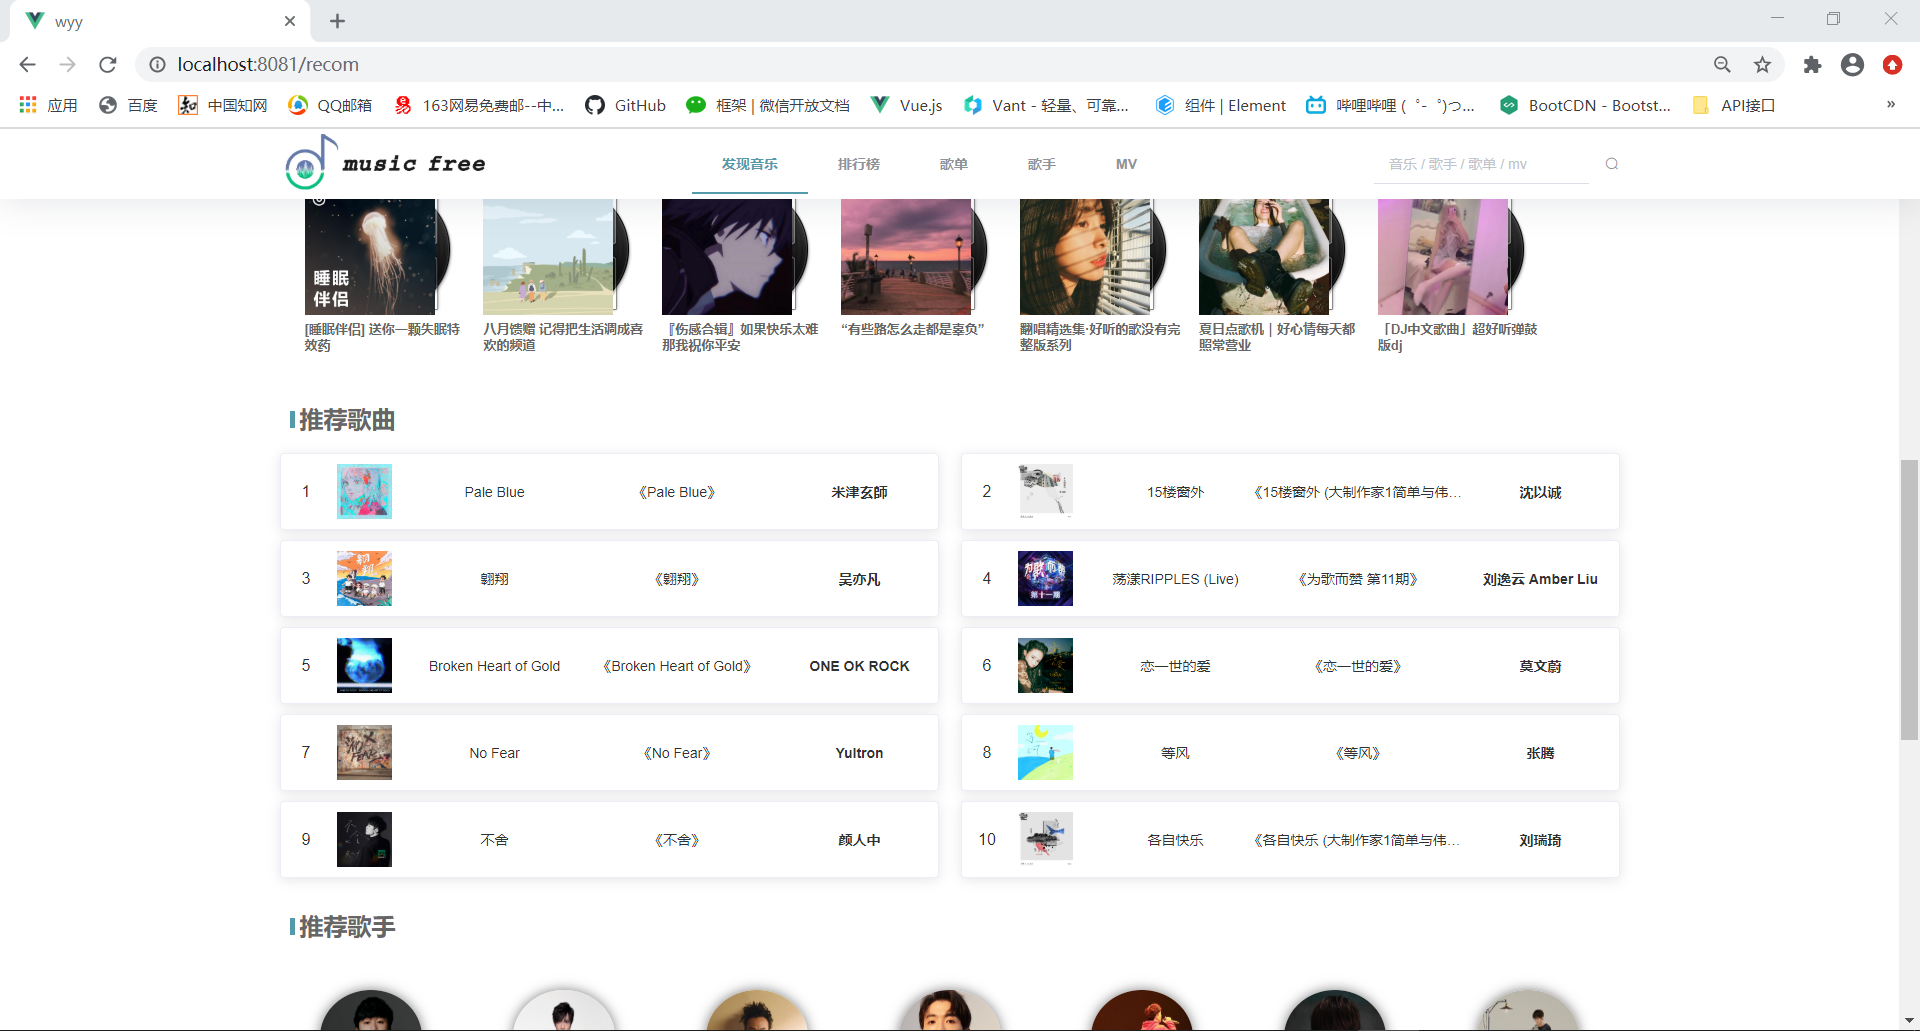 wyy
localhost:8081/recom
应用 百度 中国知网 QQ邮箱 163网易免费邮--中... GitHub 框架 | 微信开放文档 Vue.js Vant - 轻量、可靠... 组件 | Element 哔哩哔哩 (゜-゜)つ... BootCDN - Bootst... API接口 »
music free 发现音乐 排行榜 歌单 歌手 MV 音乐 / 歌手 / 歌单 / mv
睡眠
伴侣
[睡眠伴侣] 送你一颗失眠特
效药
八月馈赠 记得把生活调成喜
欢的频道
『伤感合辑』如果快乐太难
那我祝你平安
“有些路怎么走都是辜负”
翻唱精选集·好听的歌没有完
整版系列
夏日点歌机 | 好心情每天都
照常营业
「DJ中文歌曲」超好听弹鼓
版dj
推荐歌曲
1 Pale Blue 《Pale Blue》 米津玄師
2 15楼窗外 《15楼窗外 (大制作家1简单与伟... 沈以诚
3 翱翔 《翱翔》 吴亦凡
4 为歌而赞 第十一期 荡漾RIPPLES (Live) 《为歌而赞 第11期》 刘逸云 Amber Liu
5 Broken Heart of Gold 《Broken Heart of Gold》 ONE OK ROCK
6 恋一世的爱 《恋一世的爱》 莫文蔚
7 No Fear 《No Fear》 Yultron
8 等风 《等风》 张腾
9 不舍 《不舍》 颜人中
10 各自快乐 《各自快乐 (大制作家1简单与伟... 刘瑞琦
推荐歌手